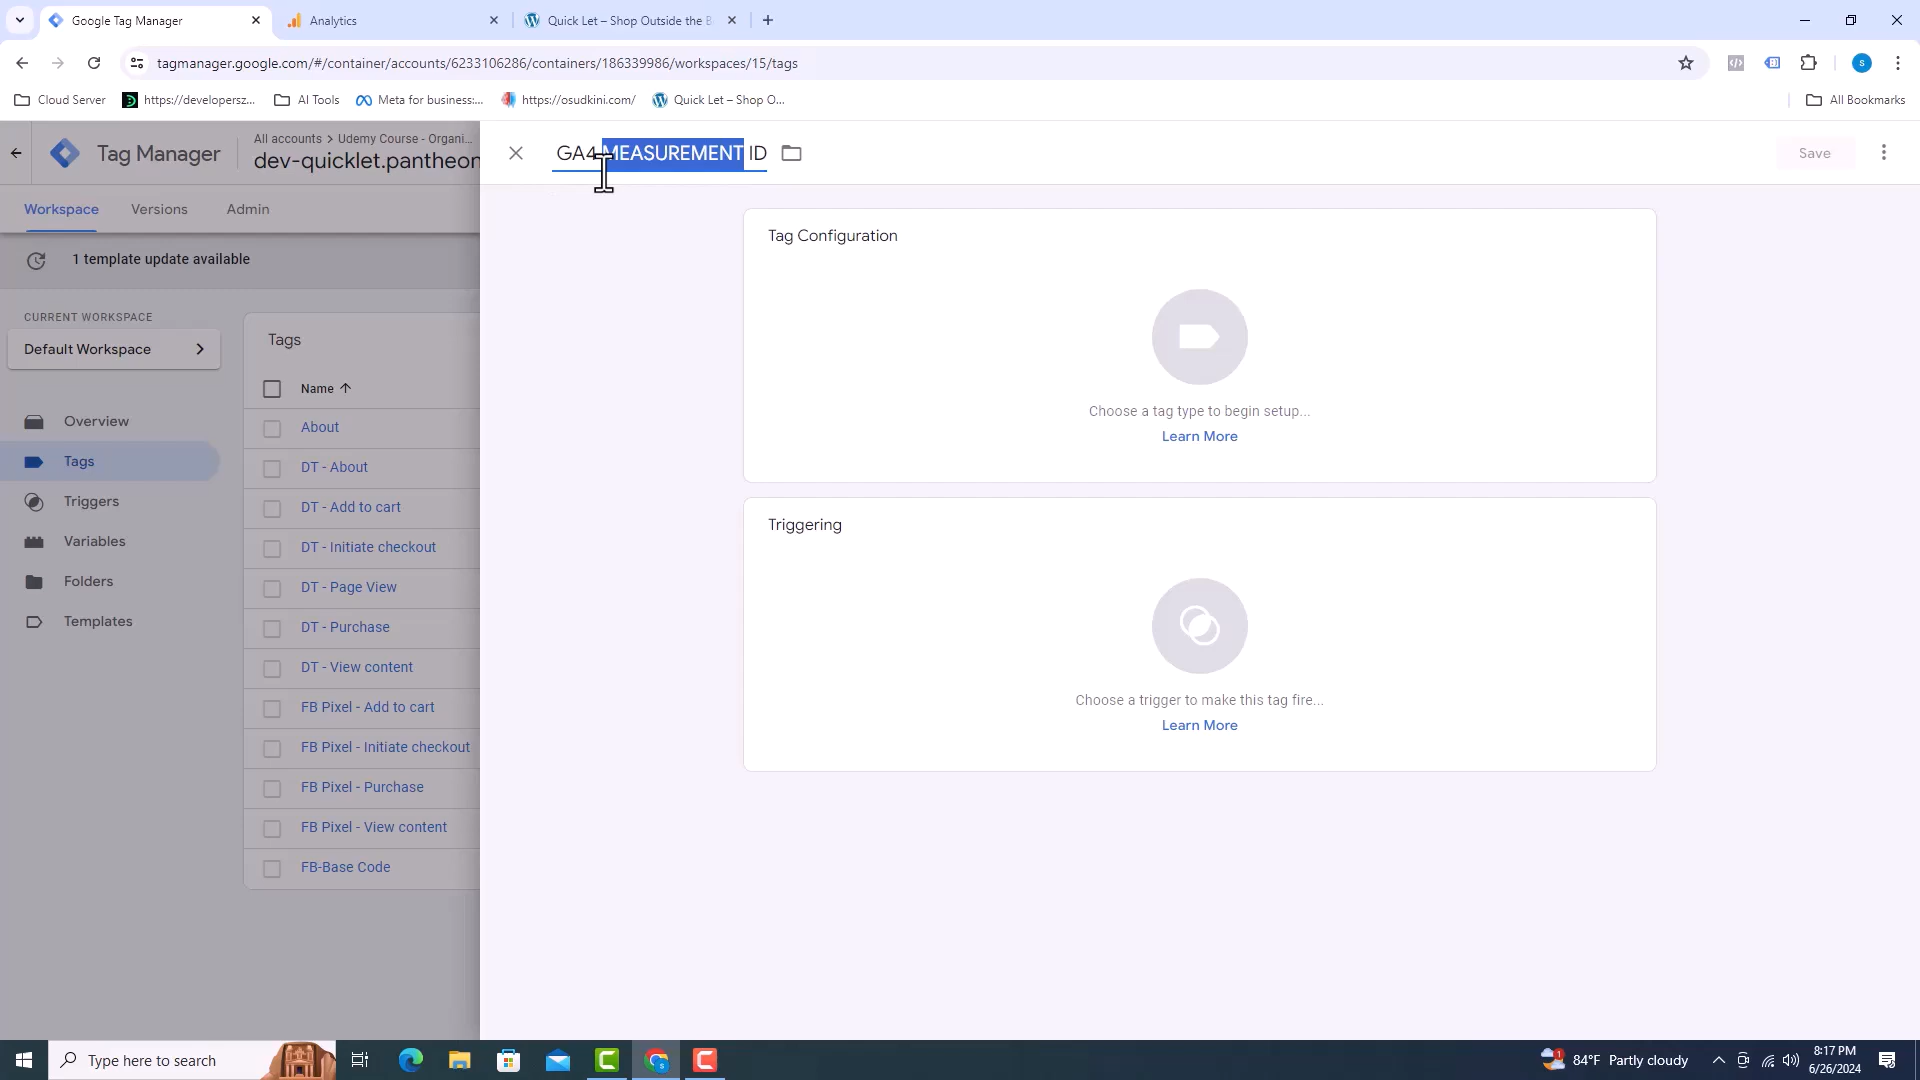 Google Tag Manager
Analytics
Quick Let – Shop Outside the B
tagmanager.google.com/#/container/accounts/6233106286/containers/186339986/workspaces/15/tags
S
Cloud Server
https://developersz...
AI Tools
Meta for business:...
https://osudkini.com/
Quick Let – Shop O...
All Bookmarks
Tag Manager
All accounts > Udemy Course - Organi...
dev-quicklet.pantheon
GA4 MEASUREMENT ID
Save
Workspace
Versions
Admin
1 template update available
CURRENT WORKSPACE
Default Workspace
Overview
Tags
Triggers
Variables
Folders
Templates
Tags
Name
About
DT - About
DT - Add to cart
DT - Initiate checkout
DT - Page View
DT - Purchase
DT - View content
FB Pixel - Add to cart
FB Pixel - Initiate checkout
FB Pixel - Purchase
FB Pixel - View content
FB-Base Code
Tag Configuration
Choose a tag type to begin setup...
Learn More
Triggering
Choose a trigger to make this tag fire...
Learn More
Type here to search
84°F Partly cloudy
8:17 PM
6/26/2024